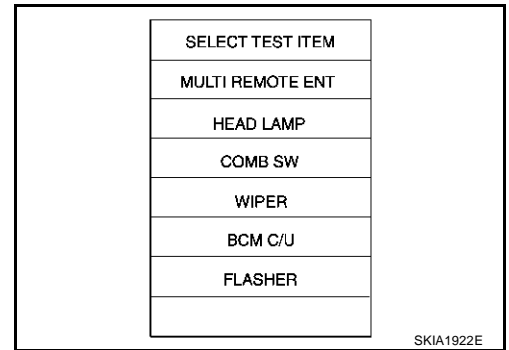 SELECT TEST ITEM
MULTI REMOTE ENT
HEAD LAMP
COMB SW
WIPER
BCM C/U
FLASHER
SKIA1922E